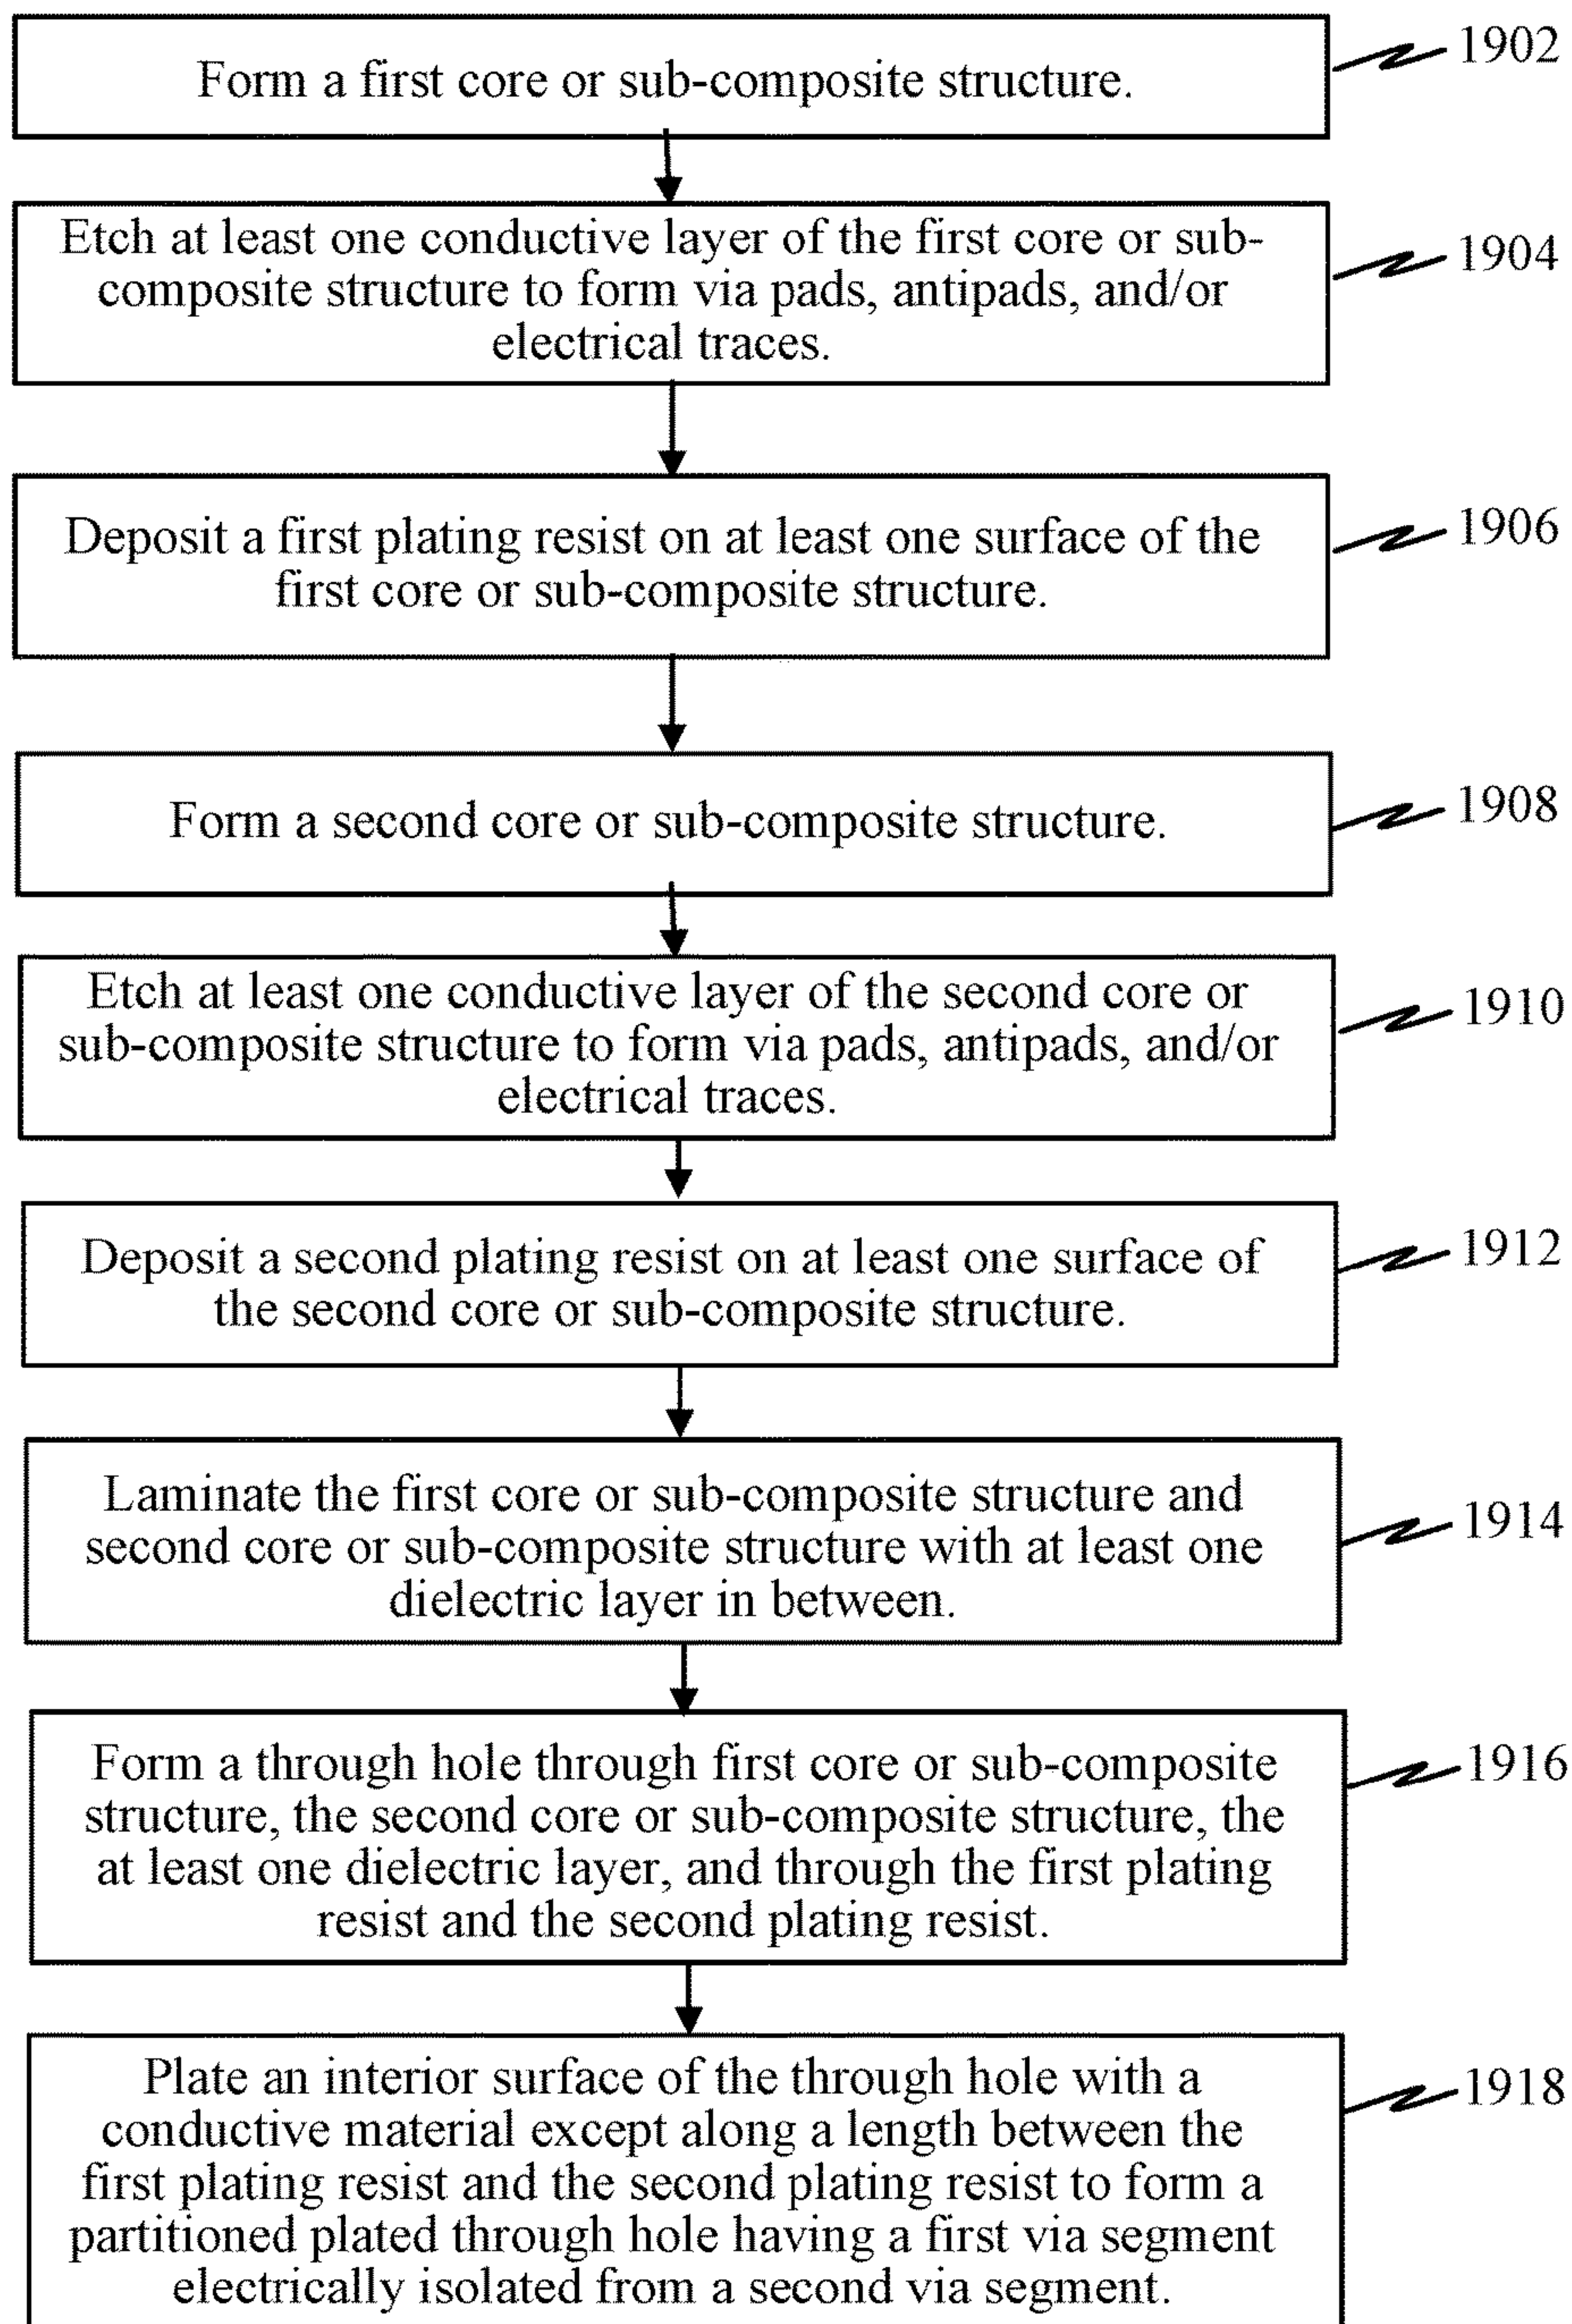 Form a first core or sub-composite structure.
1902
Etch at least one conductive layer of the first core or sub-
composite structure to form via pads, antipads, and/or
electrical traces.
1904
Deposit a first plating resist on at least one surface of the
first core or sub-composite structure.
1906
Form a second core or sub-composite structure.
1908
Etch at least one conductive layer of the second core or
sub-composite structure to form via pads, antipads, and/or
electrical traces.
1910
Deposit a second plating resist on at least one surface of
the second core or sub-composite structure.
1912
Laminate the first core or sub-composite structure and
second core or sub-composite structure with at least one
dielectric layer in between.
1914
Form a through hole through first core or sub-composite
structure, the second core or sub-composite structure, the
at least one dielectric layer, and through the first plating
resist and the second plating resist.
1916
Plate an interior surface of the through hole with a
conductive material except along a length between the
first plating resist and the second plating resist to form a
partitioned plated through hole having a first via segment
electrically isolated from a second via segment.
1918